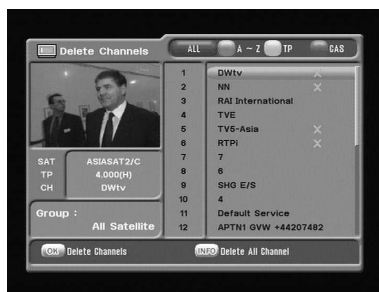 Delete Channels
ALL A ~ Z TP CAS
1 DWtv X
2 NN X
3 RAI International
4 TVE
5 TV5-Asia X
6 RTPi X
7 7
8 6
9 SHG E/S
10 4
11 Default Service
12 APTN1 GVW +44207482
SAT ASIASAT2/C
TP 4.000(H)
CH DWtv
Group :
All Satellite
OK Delete Channels
INFO Delete All Channel